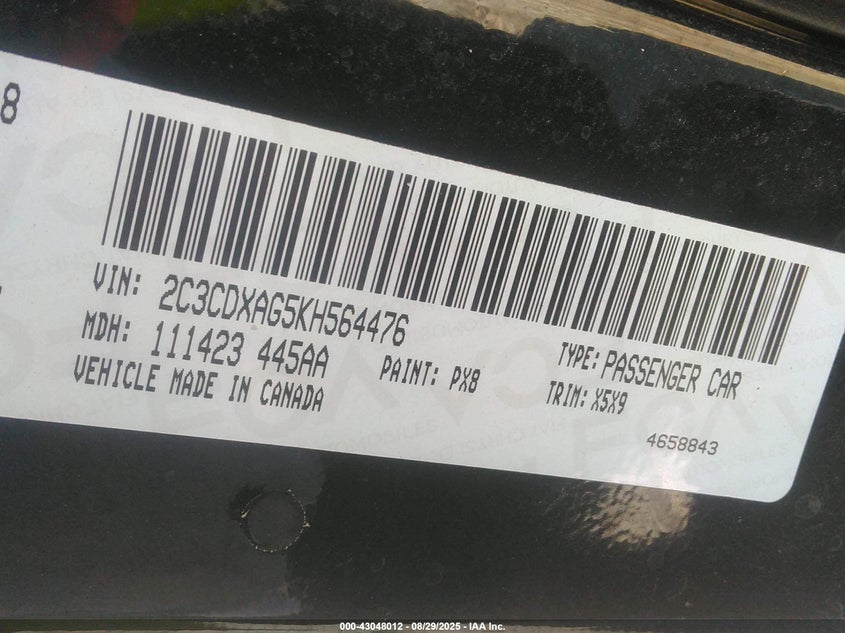 8
VIN: 2C3CDXAG5KH564476
MDH: 111423 445AA
PAINT: PX8
TYPE: PASSENGER CAR
TRIM: X5X9
VEHICLE MADE IN CANADA
4658843
000-43048012 - 08/29/2025 - IAA Inc.